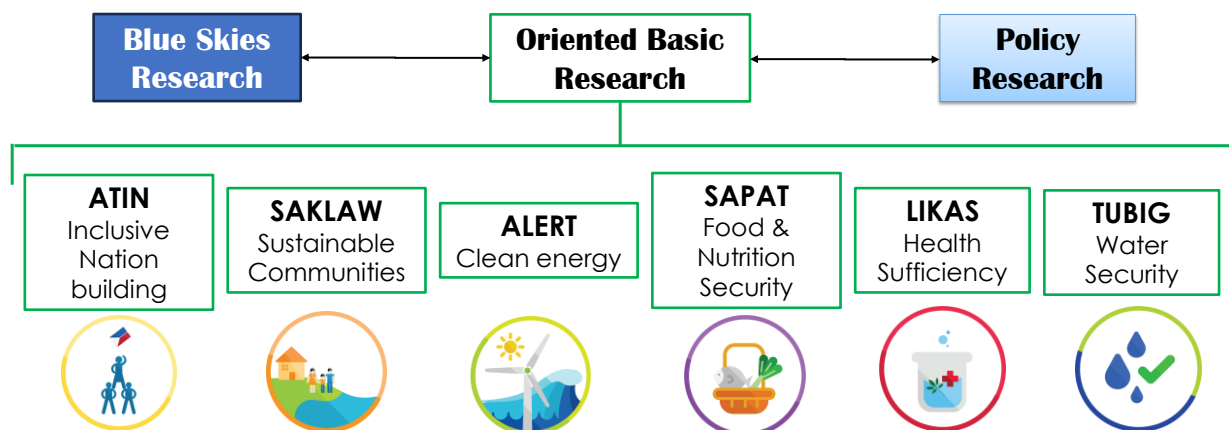 Blue Skies
Research
Oriented Basic
Research
Policy
Research
ATIN
Inclusive
Nation
building
SAKLAW
Sustainable
Communities
ALERT
Clean energy
SAPAT
Food &
Nutrition
Security
LIKAS
Health
Sufficiency
TUBIG
Water
Security